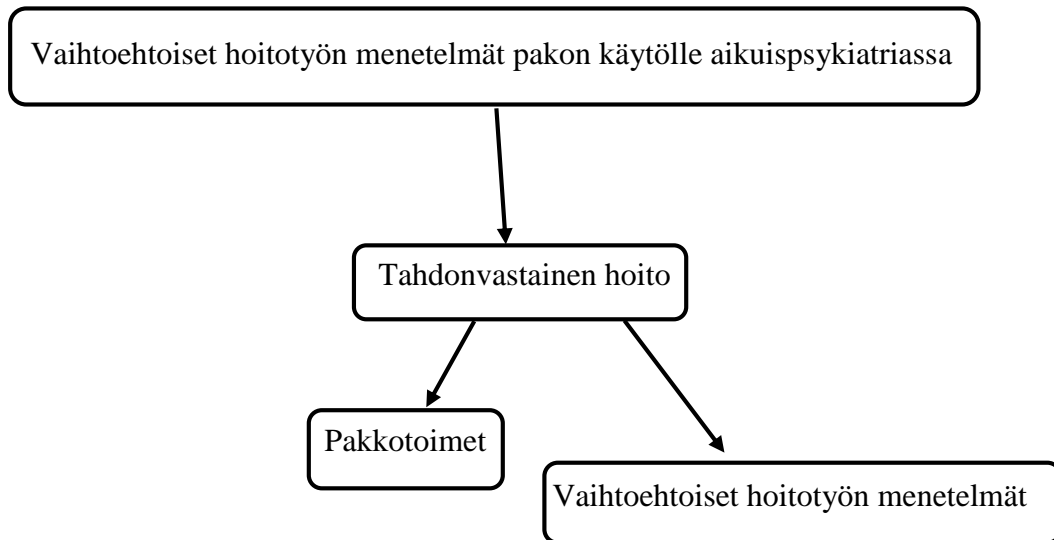 Vaihtoehtoiset hoitotyön menetelmät pakon käytölle aikuispsykiatriassa
Tahdonvastainen hoito
Pakkotoimet
Vaihtoehtoiset hoitotyön menetelmät